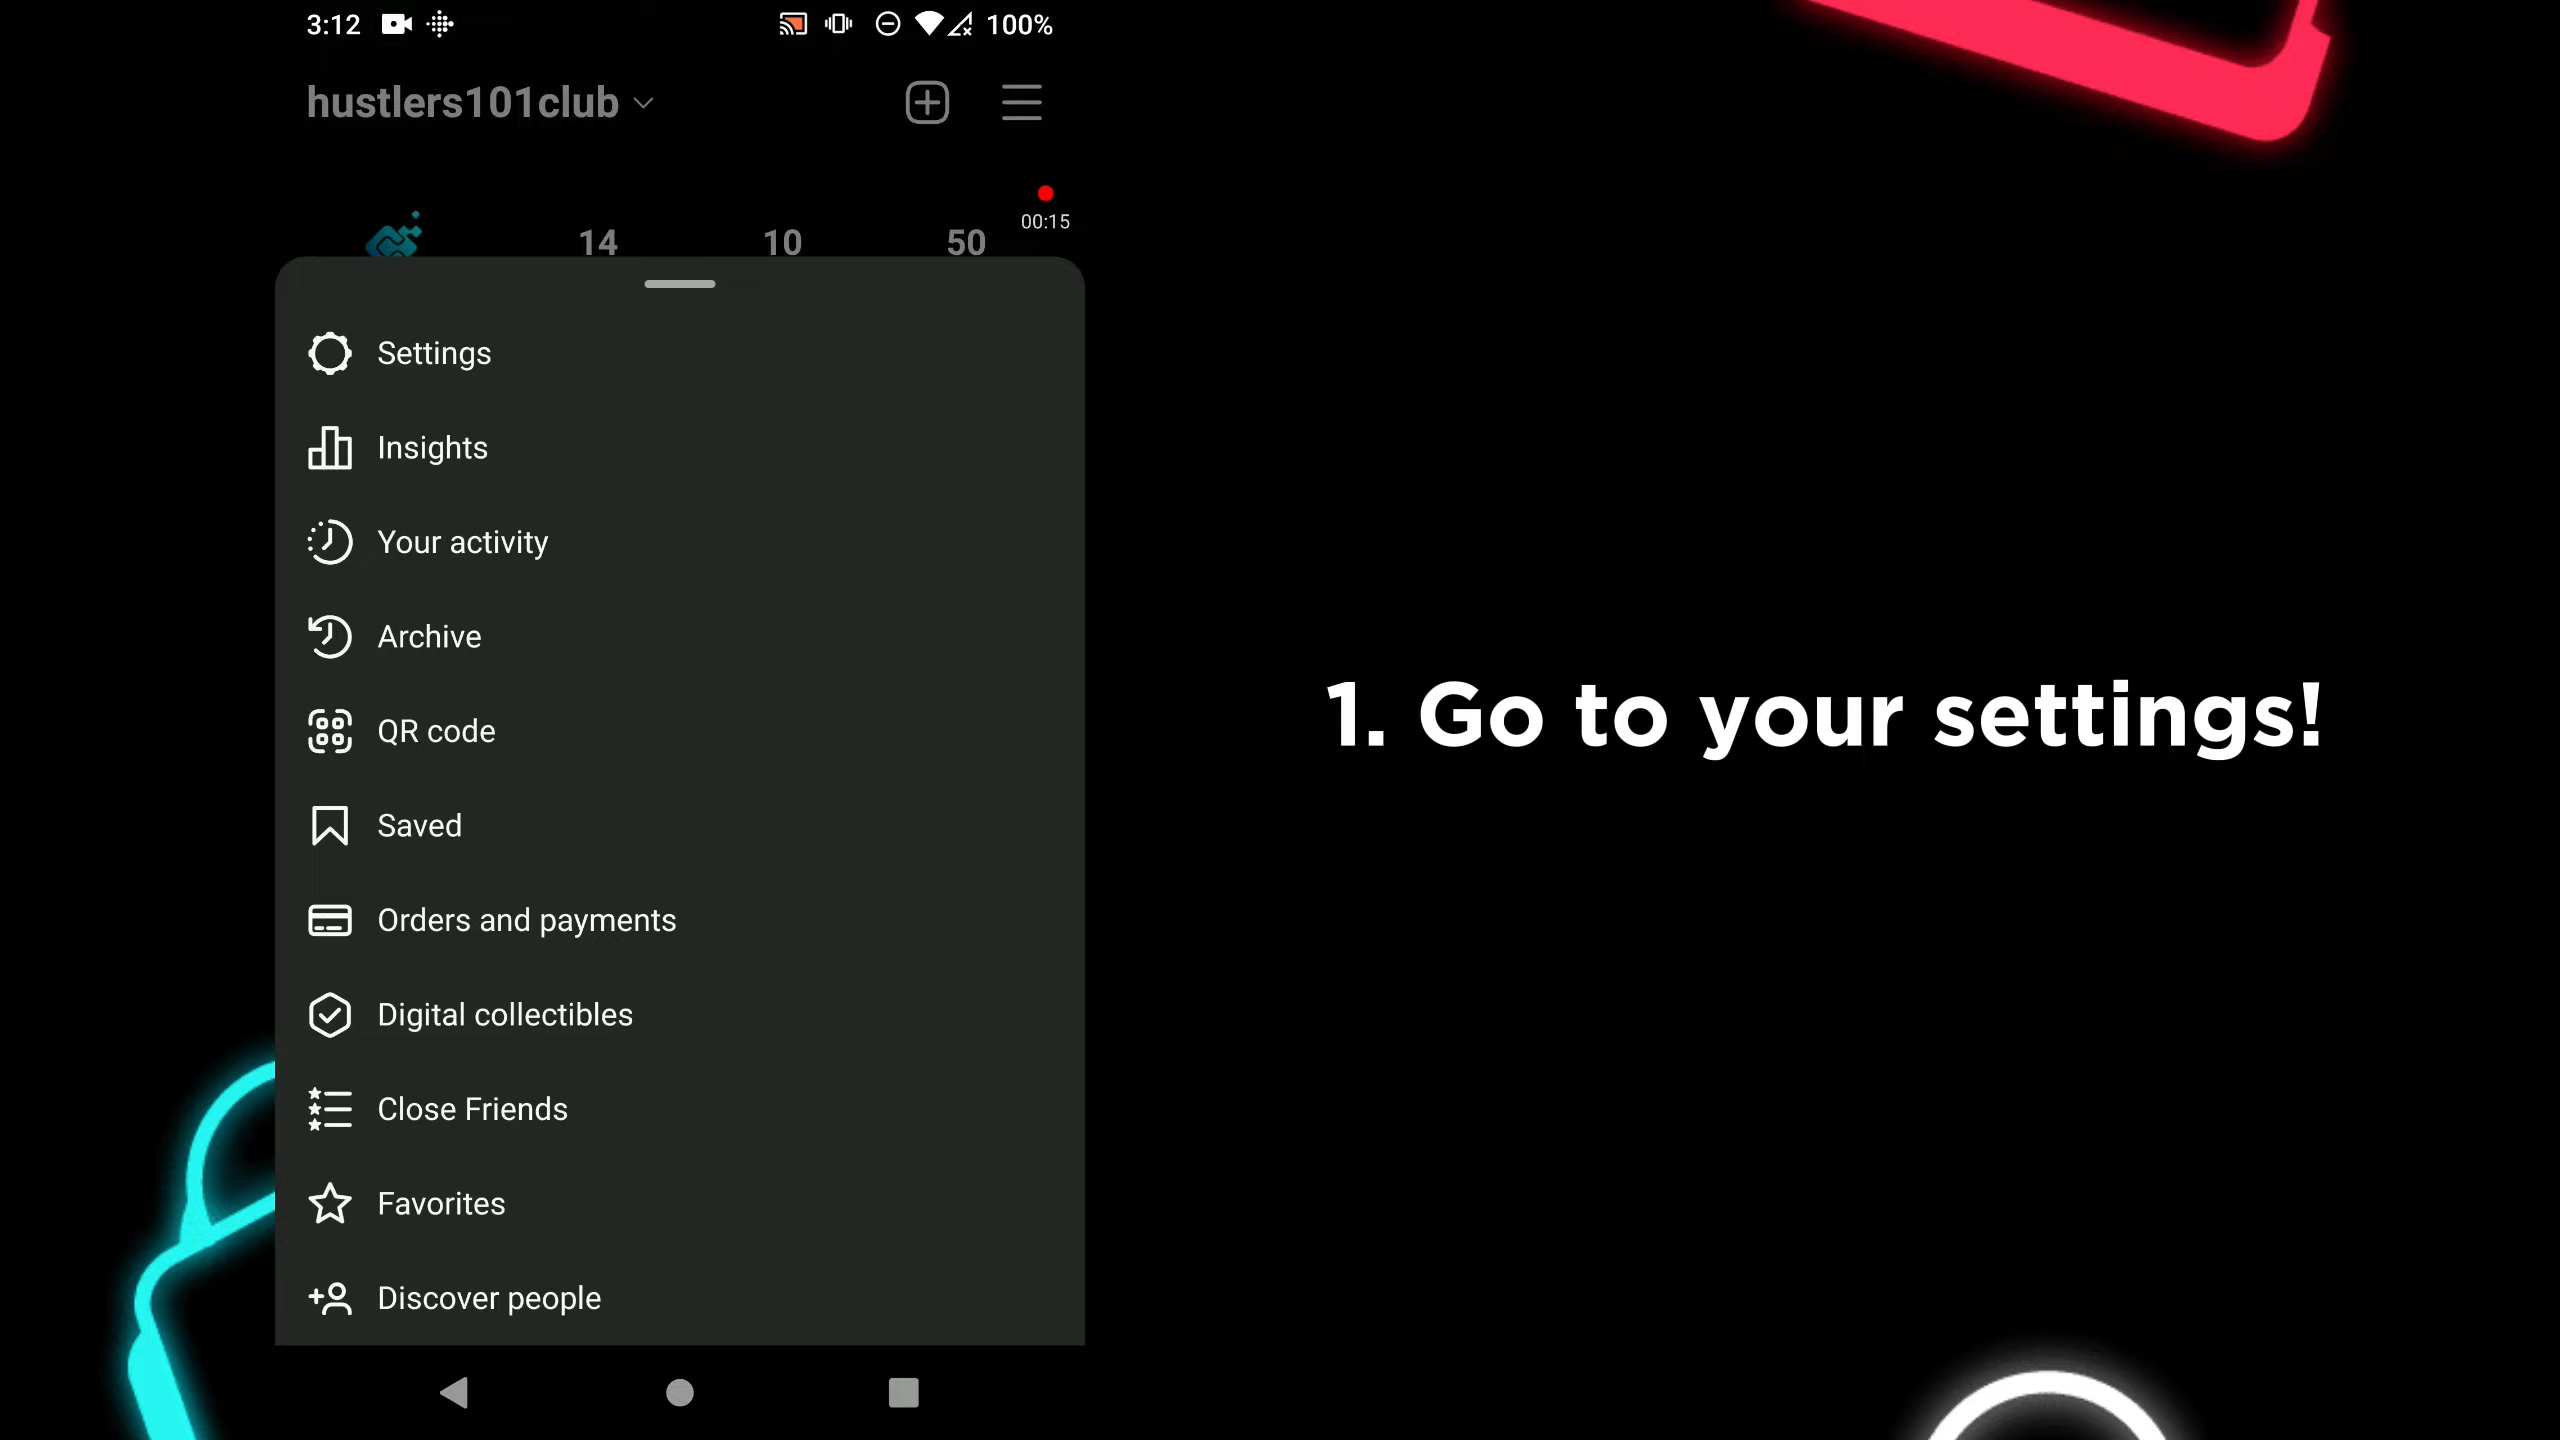 3:12 100%
hustlers101club
00:15
14 10 50
Settings
Insights
Your activity
Archive
QR code
Saved
Orders and payments
Digital collectibles
Close Friends
Favorites
Discover people
1. Go to your settings!